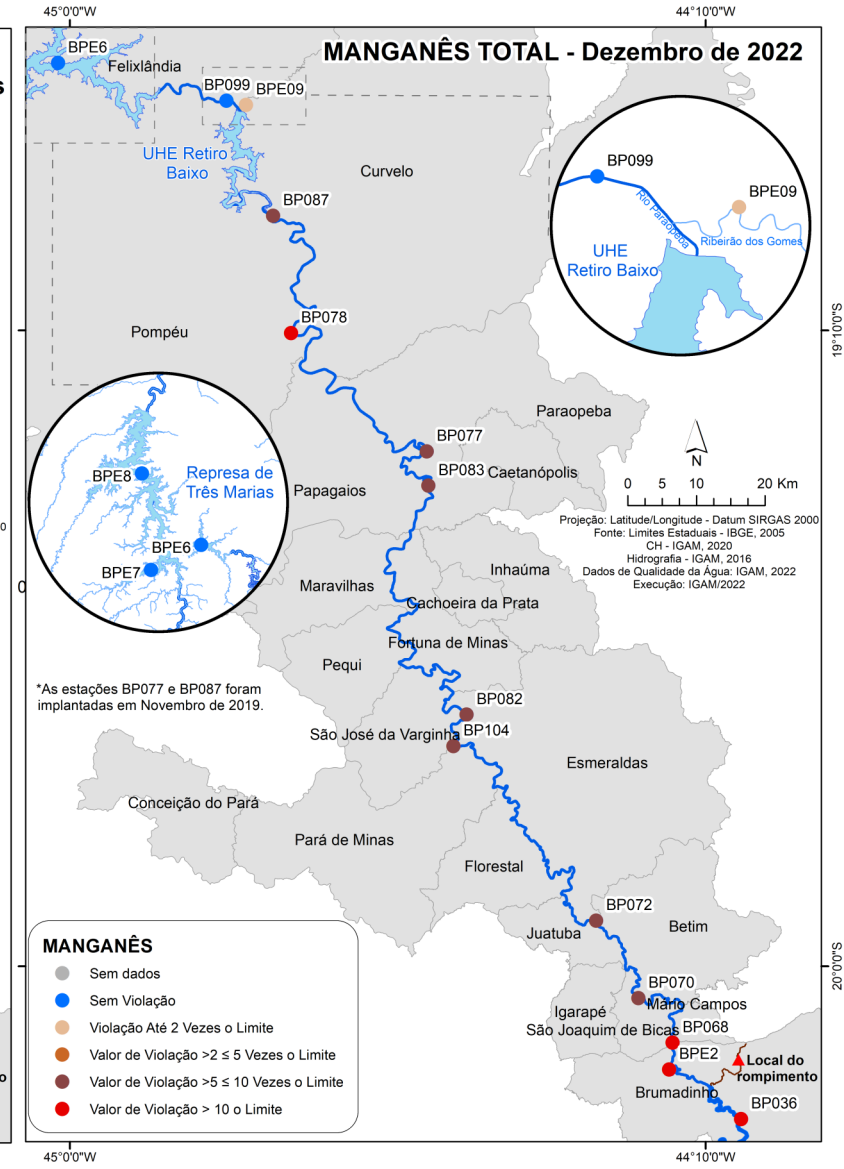 45°0'0"W
44°10'0"W
MANGANÊS TOTAL - Dezembro de 2022
BPE6
Felixlândia
s
BP099
BPE09
UHE Retiro
Baixo
Curvelo
BP087
BP099
BPE09
Rio Paraopeba
Ribeirão dos Gomes
UHE
Retiro Baixo
BP078
Pompéu
19°10'0"S
Paraopeba
BP077
BP083
Caetanópolis
N
BPE8
Represa de
Três Marias
Papagaios
0 5 10 20 Km
o
Projeção: Latitude/Longitude - Datum SIRGAS 2000
Fonte: Limites Estaduais - IBGE, 2005
CH - IGAM, 2020
Hidrografia - IGAM, 2016
Dados de Qualidade da Água: IGAM, 2022
Execução: IGAM/2022
BPE6
BPE7
Inhaúma
Maravilhas
Cachoeira da Prata
Fortuna de Minas
Pequi
*As estações BP077 e BP087 foram
implantadas em Novembro de 2019.
BP082
São José da Varginha
BP104
Esmeraldas
Conceição do Pará
Pará de Minas
Florestal
BP072
Juatuba
Betim
MANGANÊS
Sem dados
Sem Violação
Violação Até 2 Vezes o Limite
Valor de Violação >2 ≤ 5 Vezes o Limite
Valor de Violação >5 ≤ 10 Vezes o Limite
Valor de Violação > 10 o Limite
20°0'0"S
BP070
Mário Campos
Igarapé
São Joaquim de Bicas
BP068
BPE2
Local do
rompimento
Brumadinho
BP036
o
45°0'0"W
44°10'0"W